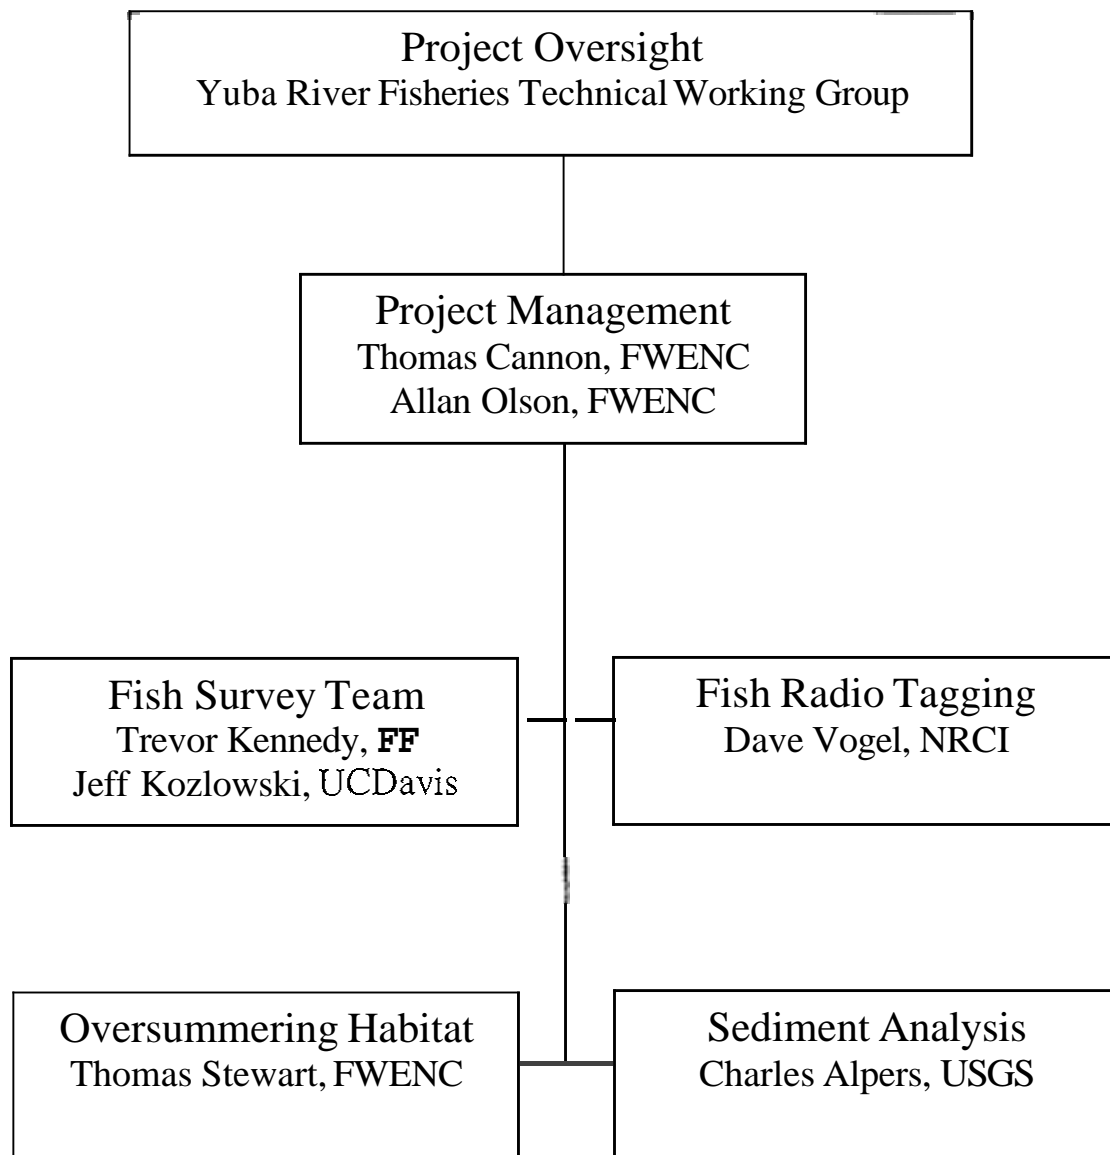 Project Oversight
Yuba River Fisheries Technical Working Group
Project Management
Thomas Cannon, FWENC
Allan Olson, FWENC
Fish Survey Team
Trevor Kennedy, FF
Jeff Kozlowski, UCDavis
Fish Radio Tagging
Dave Vogel, NRCI
Oversummering Habitat
Thomas Stewart, FWENC
Sediment Analysis
Charles Alpers, USGS